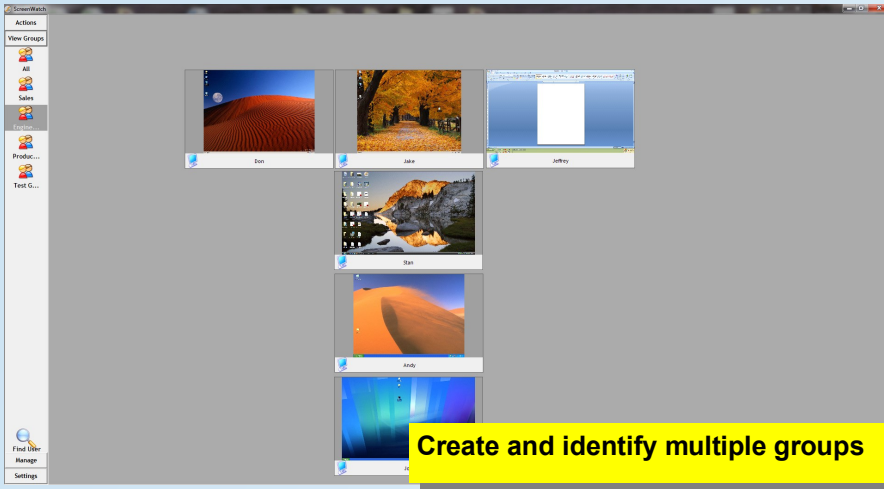 ScreenWatch
Actions
View Groups
All
Sales
Engine...
Produc...
Test G...
Don
Jake
Jeffrey
Stan
Andy
Find User
Manage
Settings
Create and identify multiple groups